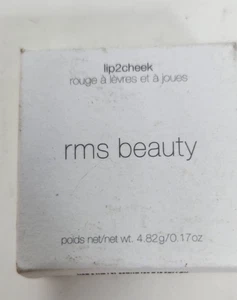 lip2cheek
rouge à lèvres et à joues
rms beauty
poids net/net wt. 4.82g/0.17oz